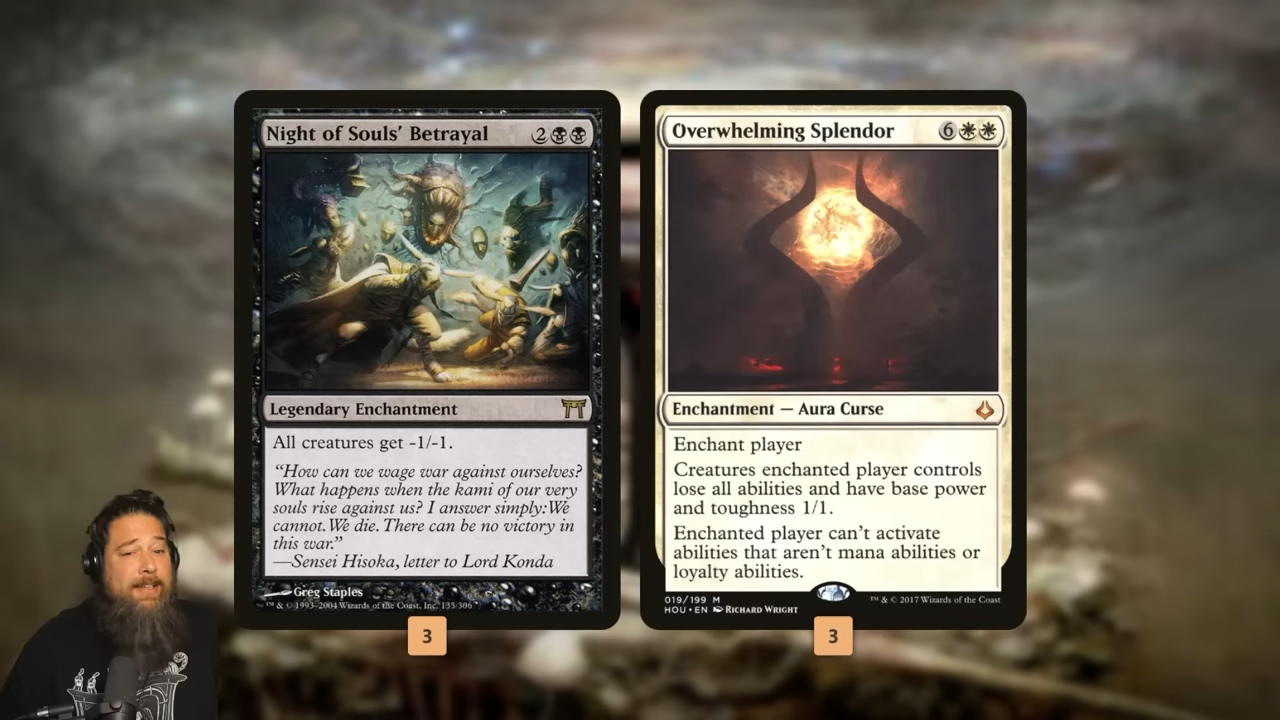 Night of Souls' Betrayal
2
Legendary Enchantment
All creatures get -1/-1.
“How can we wage war against ourselves?
What happens when the kami of our very
souls rise against us? I answer simply:We
cannot.We die. There can be no victory in
this war.”
—Sensei Hisoka, letter to Lord Konda
Greg Staples
™ & © 1993–2004 Wizards of the Coast, Inc. 133/306
3
Overwhelming Splendor
6
Enchantment — Aura Curse
Enchant player
Creatures enchanted player controls
lose all abilities and have base power
and toughness 1/1.
Enchanted player can't activate
abilities that aren't mana abilities or
loyalty abilities.
019/199 M
HOU • EN Richard Wright
™ & © 2017 Wizards of the Coast
3